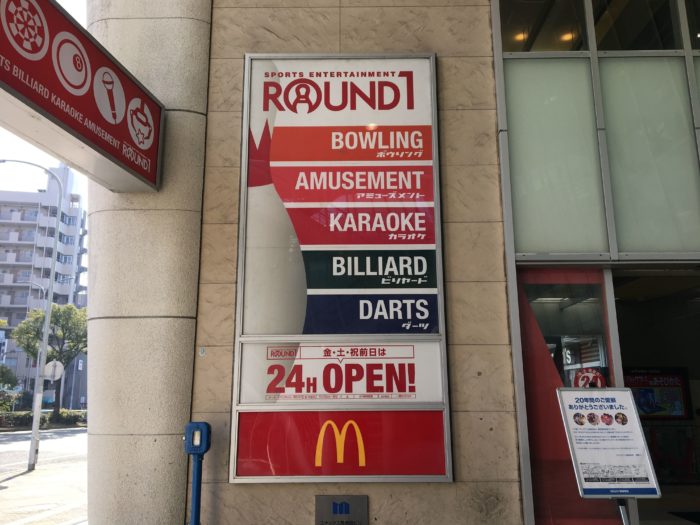 TS BILLIARD KARAOKE AMUSEMENT ROUND1
SPORTS ENTERTAINMENT
ROUND1
BOWLING
ボウリング
AMUSEMENT
アミューズメント
KARAOKE
カラオケ
BILLIARD
ビリヤード
DARTS
ダーツ
ROUND1
金・土・祝前日は
24H OPEN!
20年間のご愛顧
ありがとうございました。